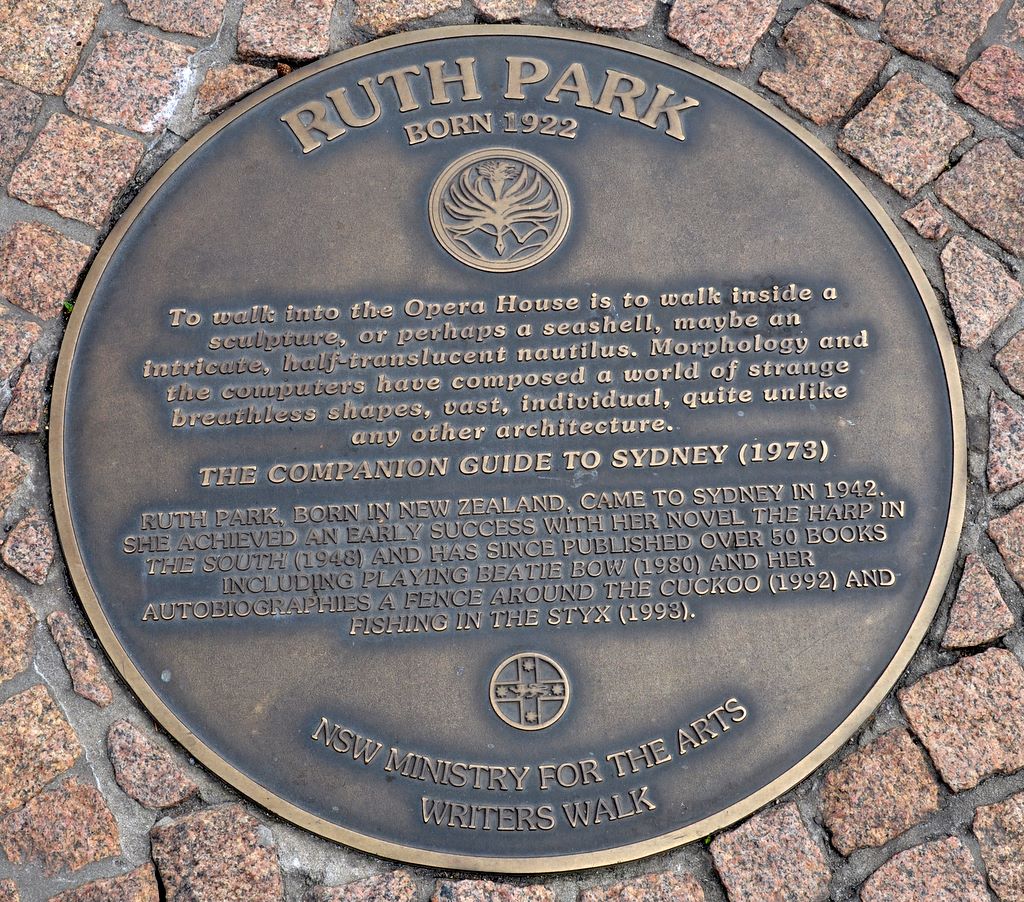 RUTH PARK
BORN 1922
To walk into the Opera House is to walk inside a
sculpture, or perhaps a seashell, maybe an
intricate, half-translucent nautilus. Morphology and
the computers have composed a world of strange
breathless shapes, vast, individual, quite unlike
any other architecture.
THE COMPANION GUIDE TO SYDNEY (1973)
RUTH PARK, BORN IN NEW ZEALAND, CAME TO SYDNEY IN 1942.
SHE ACHIEVED AN EARLY SUCCESS WITH HER NOVEL THE HARP IN
THE SOUTH (1948) AND HAS SINCE PUBLISHED OVER 50 BOOKS
INCLUDING PLAYING BEATIE BOW (1980) AND HER
AUTOBIOGRAPHIES A FENCE AROUND THE CUCKOO (1992) AND
FISHING IN THE STYX (1993).
NSW MINISTRY FOR THE ARTS
WRITERS WALK